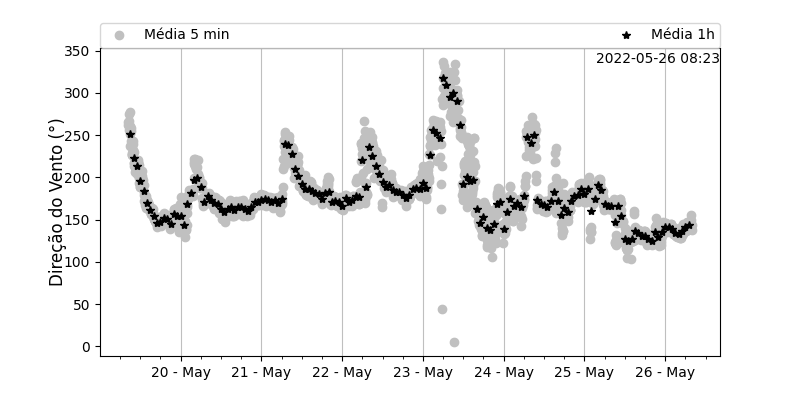 Média 5 min
Média 1h
2022-05-26 08:23
Direção do Vento (°)
350
300
250
200
150
100
50
0
20 - May
21 - May
22 - May
23 - May
24 - May
25 - May
26 - May